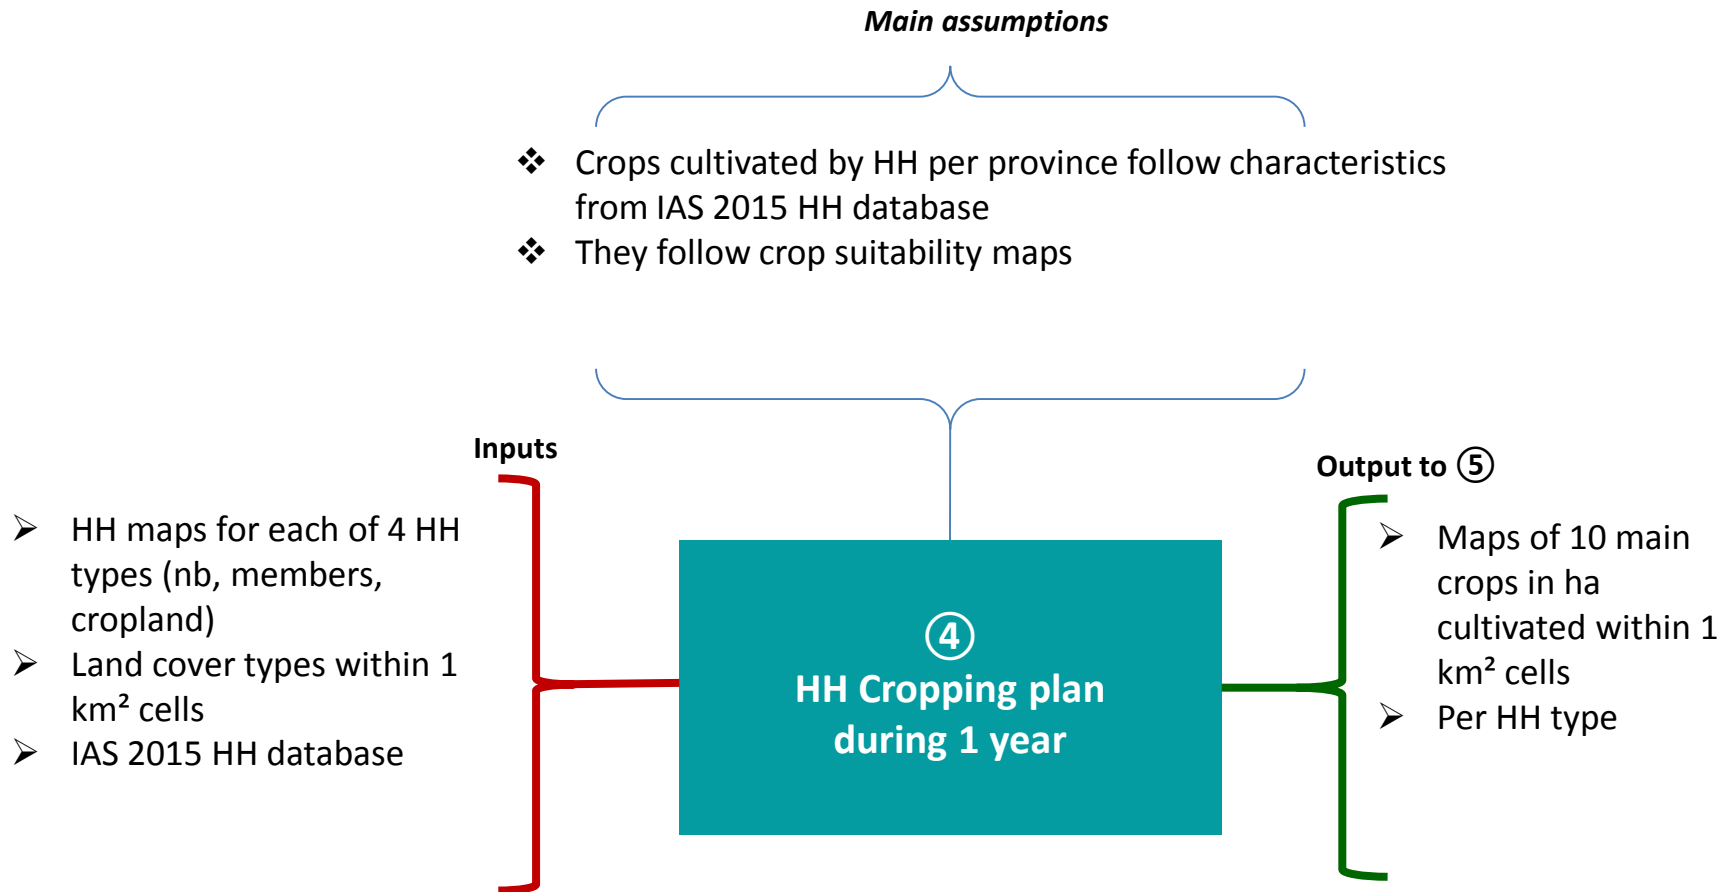 Main assumptions
❖ Crops cultivated by HH per province follow characteristics
from IAS 2015 HH database
❖ They follow crop suitability maps
Inputs
➢ HH maps for each of 4 HH
types (nb, members,
cropland)
➢ Land cover types within 1
km² cells
➢ IAS 2015 HH database
④
HH Cropping plan
during 1 year
Output to ⑤
➢ Maps of 10 main
crops in ha
cultivated within 1
km² cells
➢ Per HH type